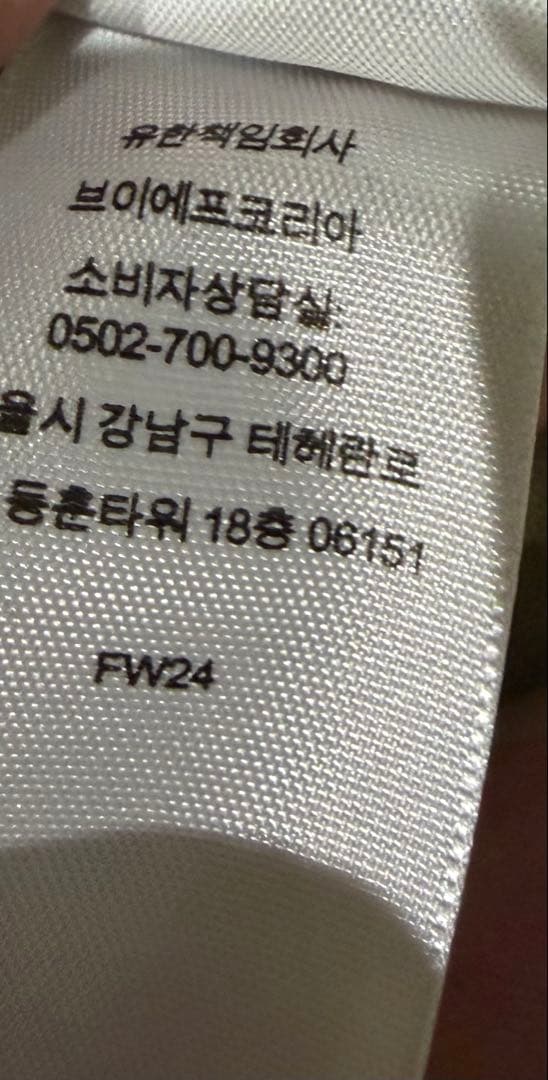 유한책임회사
브이에프코리아
소비자상담실:
0502-700-9300
울시 강남구 테헤란로
동훈타워 18층 06151
FW24